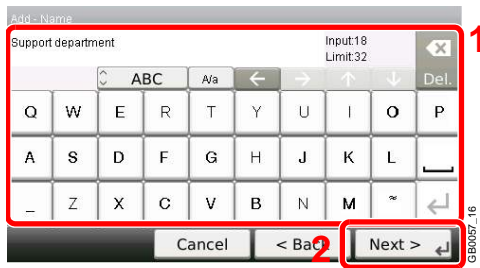 Add - Name
Support department
Input:18
Limit:32
1
ABC
A/a
Del.
Q W E R T Y U I O P
A S D F G H J K L
_ Z X C V B N M ~
Cancel
< Back
2
Next >
GB0057_16